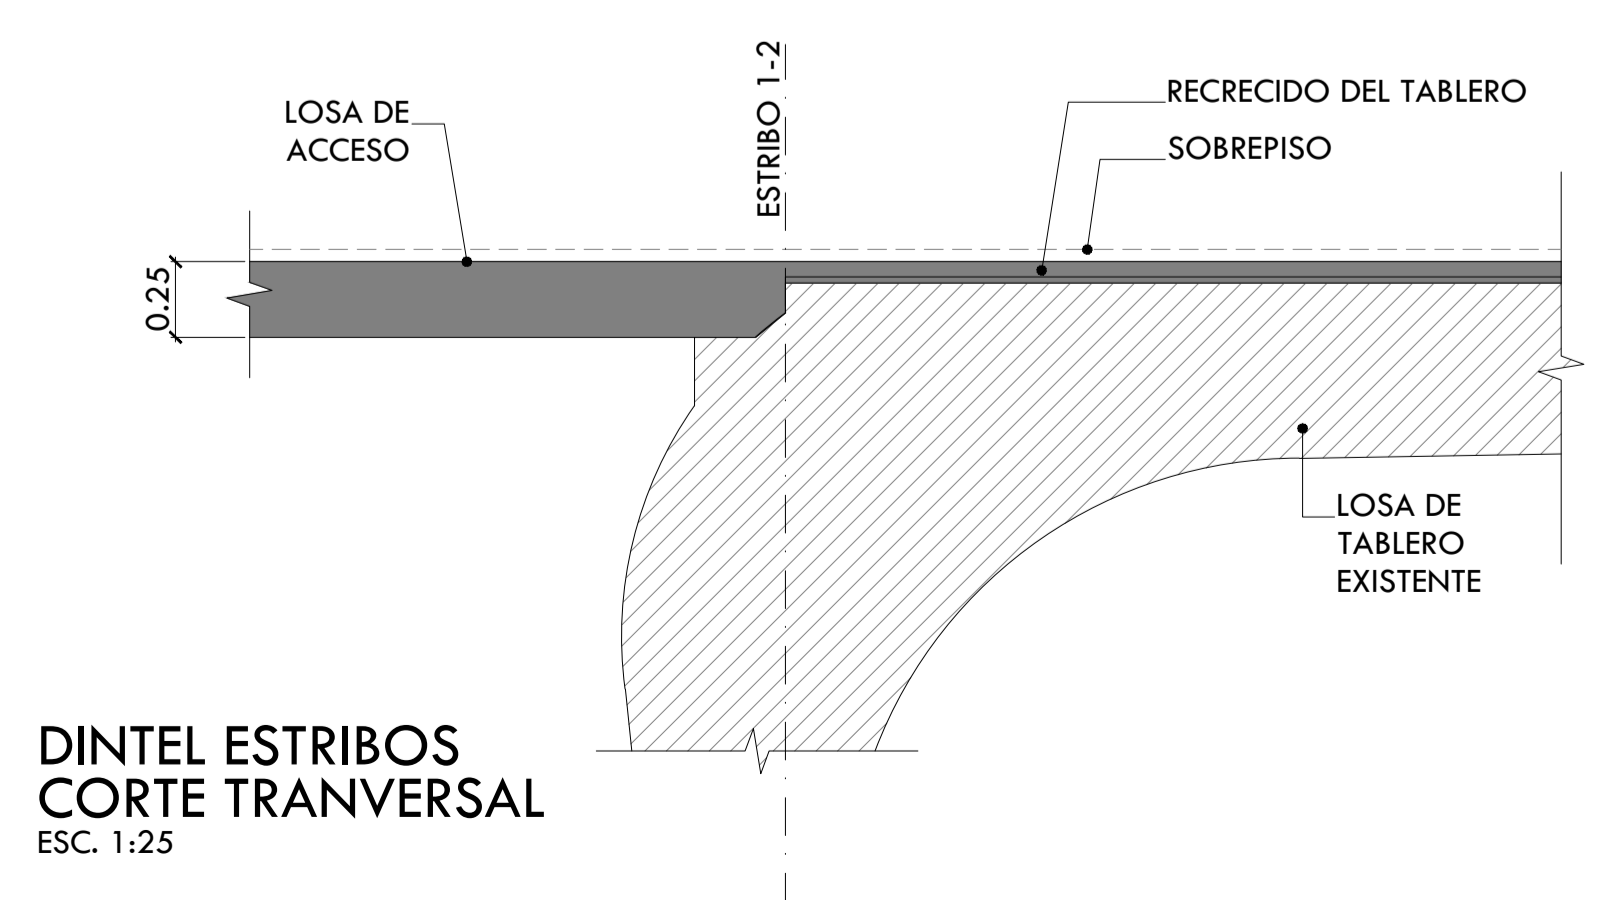 ESTRIBO 1-2
LOSA DE
ACCESO
RECRECIDO DEL TABLERO
SOBREPISO
0.25
LOSA DE
TABLERO
EXISTENTE
DINTEL ESTRIBOS
CORTE TRANVERSAL
ESC. 1:25